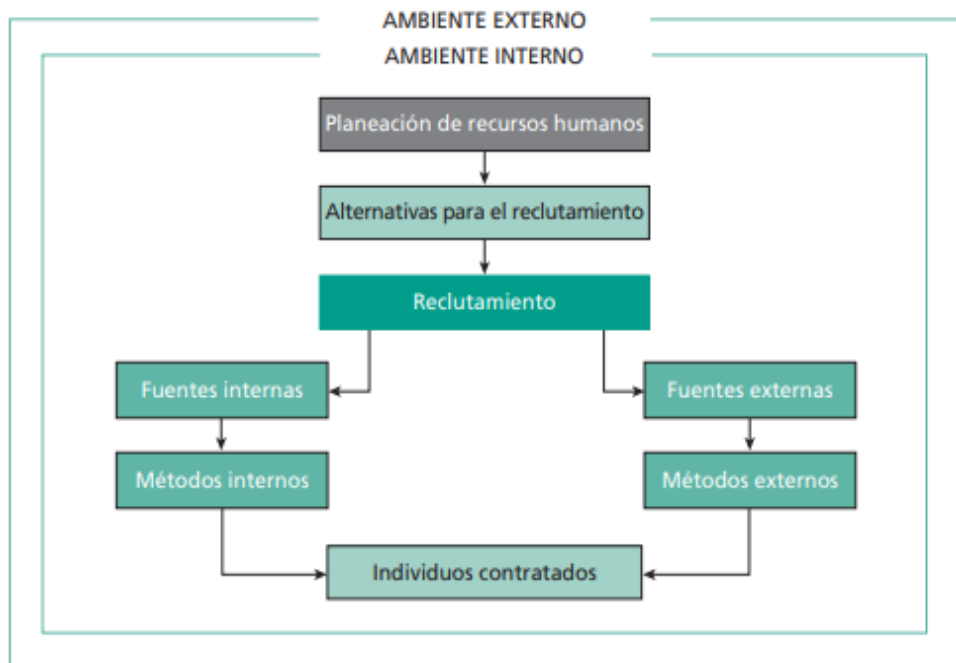 AMBIENTE EXTERNO
AMBIENTE INTERNO
Planeación de recursos humanos
Alternativas para el reclutamiento
Reclutamiento
Fuentes internas
Fuentes externas
Métodos internos
Métodos externos
Individuos contratados